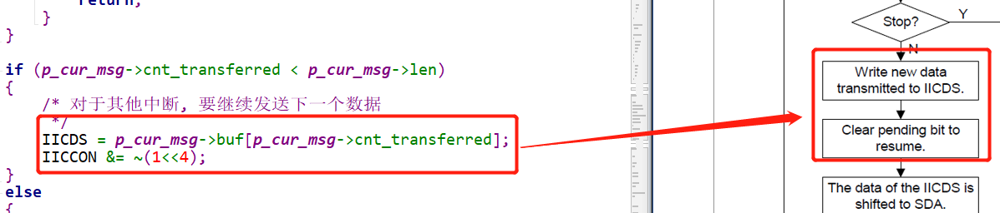 return;
}
}
if (p_cur_msg->cnt_transferred < p_cur_msg->len)
{
/* 对于其他中断, 要继续发送下一个数据
*/
IICDS = p_cur_msg->buf[p_cur_msg->cnt_transferred];
IICCON &= ~(1<<4);
}
else
{
Stop?
Y
N
Write new data
transmitted to IICDS.
Clear pending bit to
resume.
The data of the IICDS is
shifted to SDA.